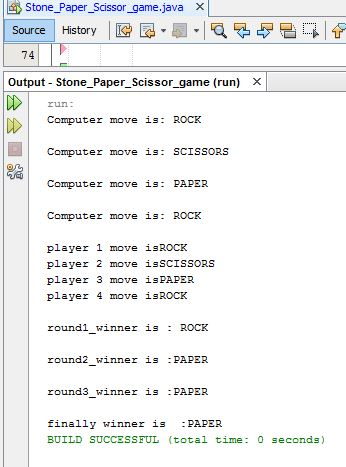 Stone_Paper_Scissor_game.java
Source History
74
Output - Stone_Paper_Scissor_game (run)
run:
Computer move is: ROCK
Computer move is: SCISSORS
Computer move is: PAPER
Computer move is: ROCK
player 1 move isROCK
player 2 move isSCISSORS
player 3 move isPAPER
player 4 move isROCK
round1_winner is : ROCK
round2_winner is :PAPER
round3_winner is :PAPER
finally winner is  :PAPER
BUILD SUCCESSFUL (total time: 0 seconds)